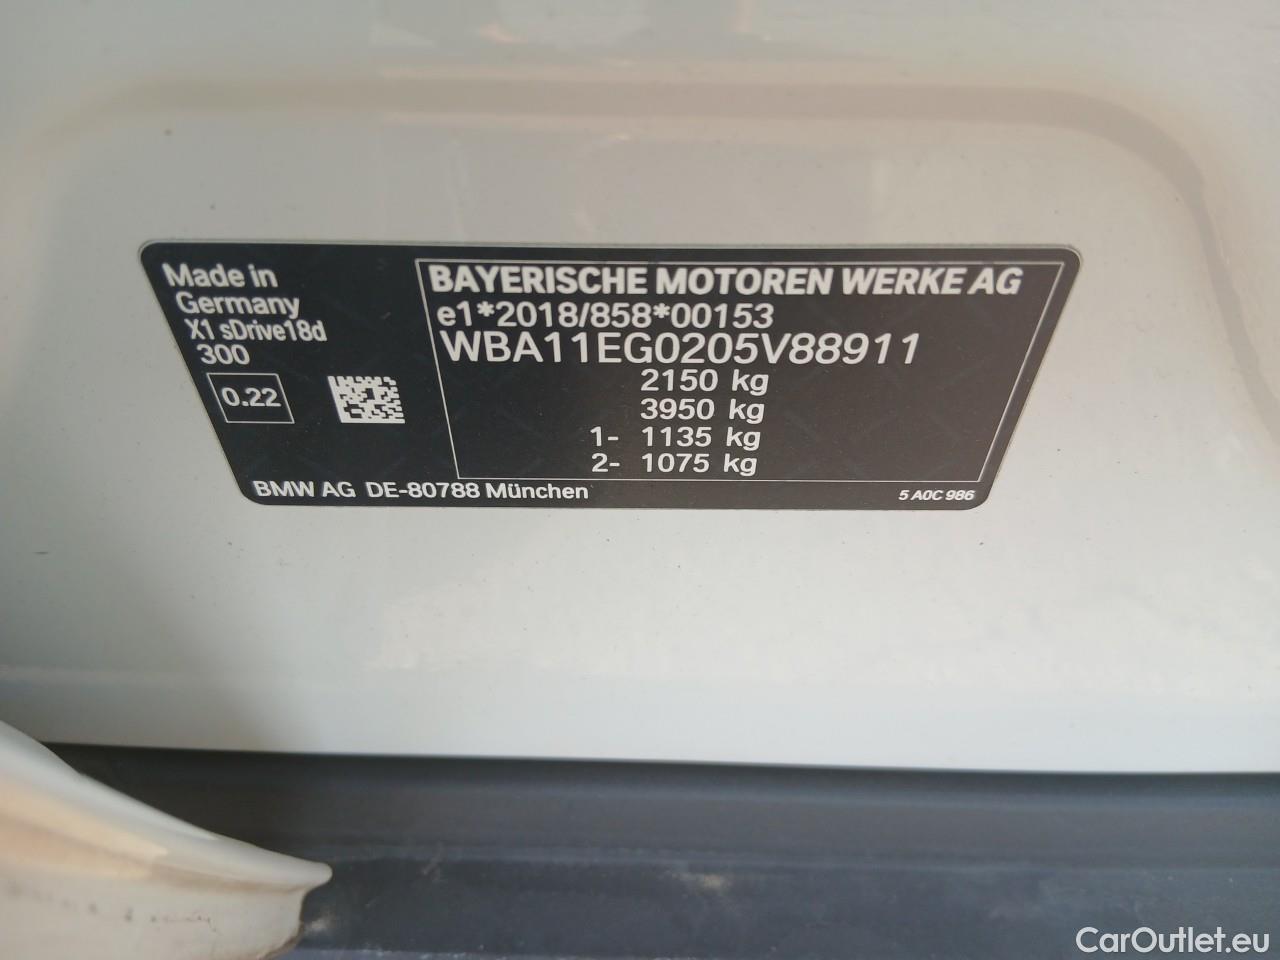 Made in
Germany
X1 sDrive18d
300
0.22
BAYERISCHE MOTOREN WERKE AG
e1*2018/858*00153
WBA11EG0205V88911
2150 kg
3950 kg
1- 1135 kg
2- 1075 kg
BMW AG DE-80788 München
5 A0C 986
CarOutlet.eu